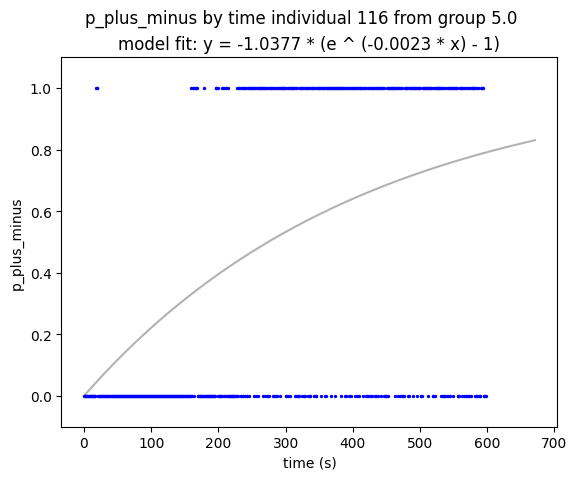 p_plus_minus by time individual 116 from group 5.0
model fit: y = -1.0377 * (e ^ (-0.0023 * x) - 1)
1.0
0.8
0.6
0.4
0.2
0.0
p_plus_minus
0 100 200 300 400 500 600 700
time (s)